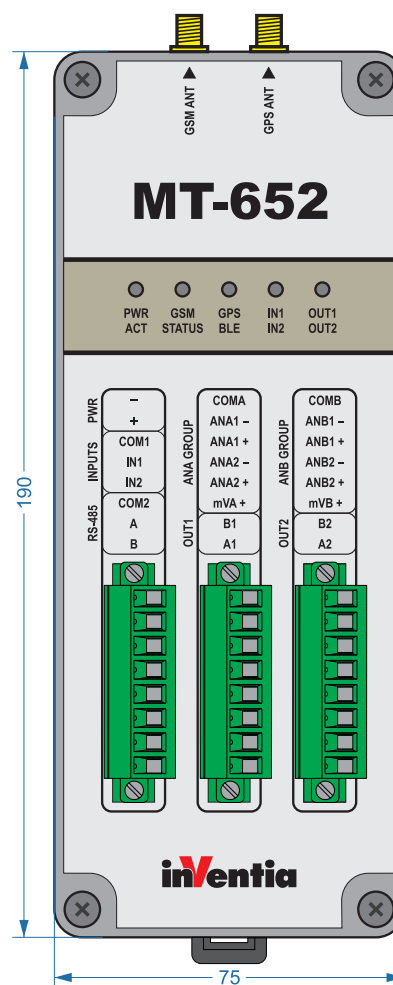 GSM ANT
GPS ANT
MT-652
PWR GSM GPS IN1 OUT1
ACT STATUS BLE IN2 OUT2
PWR
–
+
INPUTS
COM1
IN1
IN2
RS-485
COM2
A
B
ANA GROUP
COMA
ANA1 –
ANA1 +
ANA2 –
ANA2 +
mVA +
OUT1
B1
A1
ANB GROUP
COMB
ANB1 –
ANB1 +
ANB2 –
ANB2 +
mVB +
OUT2
B2
A2
190
inVentia
75